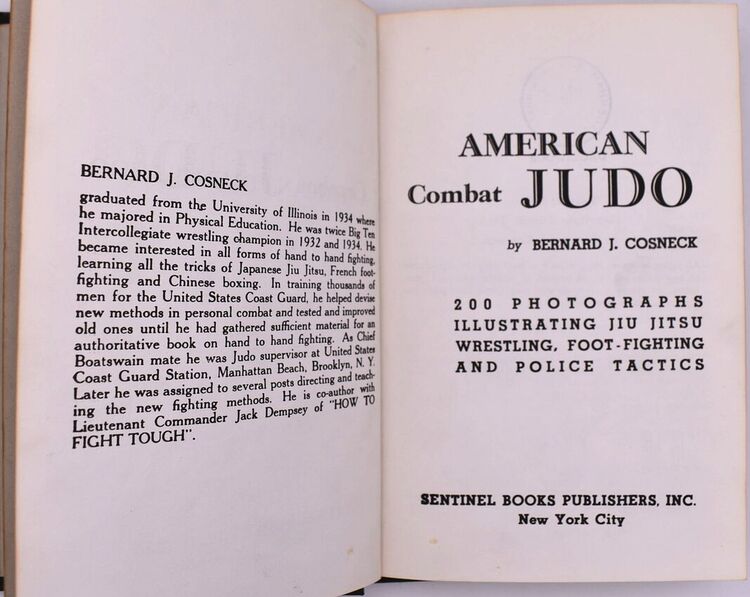 BERNARD J. COSNECK
graduated from the University of Illinois in 1934 where
he majored in Physical Education. He was twice Big Ten
Intercollegiate wrestling champion in 1932 and 1934. He
became interested in all forms of hand to hand fighting,
learning all the tricks of Japanese Jiu Jitsu, French foot-
fighting and Chinese boxing. In training thousands of
men for the United States Coast Guard, he helped devise
new methods in personal combat and tested and improved
old ones until he had gathered sufficient material for an
authoritative book on hand to hand fighting. As Chief
Boatswain mate he was Judo supervisor at United States
Coast Guard Station, Manhattan Beach, Brooklyn, N. Y.
Later he was assigned to several posts directing and teach-
ing the new fighting methods. He is co-author with
Lieutenant Commander Jack Dempsey of "HOW TO
FIGHT TOUGH".
AMERICAN
Combat JUDO
by BERNARD J. COSNECK
200 PHOTOGRAPHS
ILLUSTRATING JIU JITSU
WRESTLING, FOOT-FIGHTING
AND POLICE TACTICS
SENTINEL BOOKS PUBLISHERS, INC.
New York City